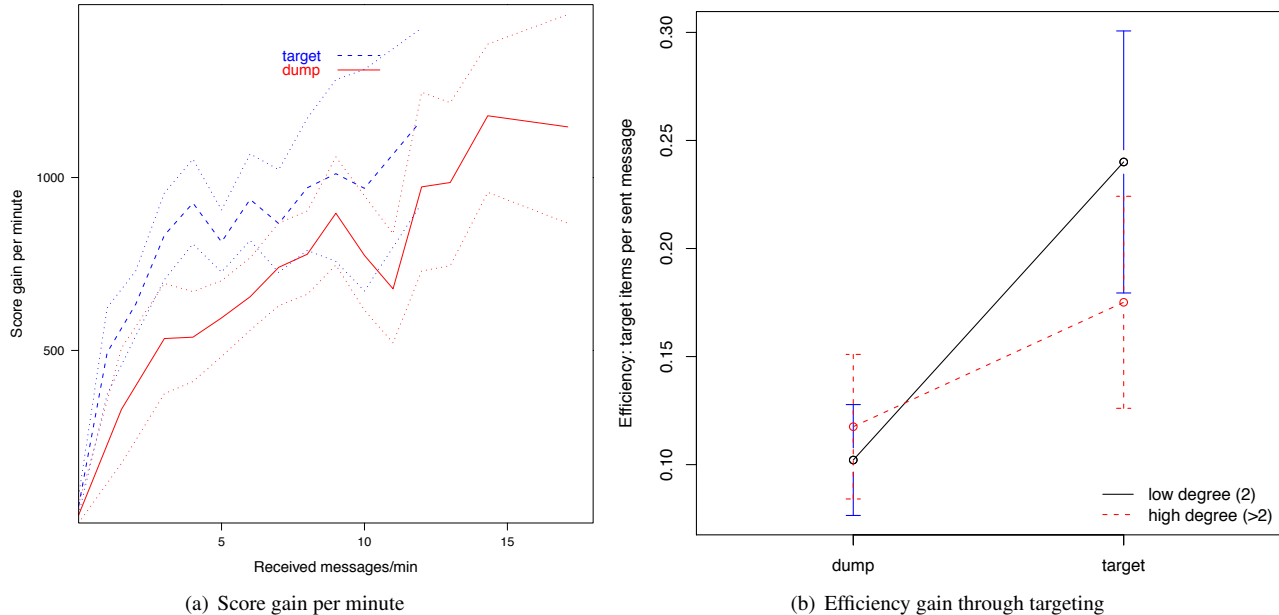 target
dump
1000
500
Score gain per minute
5
10
15
Received messages/min
(a) Score gain per minute
0.30
0.25
0.20
0.15
0.10
Efficiency: target items per sent message
low degree (2)
high degree (>2)
dump
target
(b) Efficiency gain through targeting